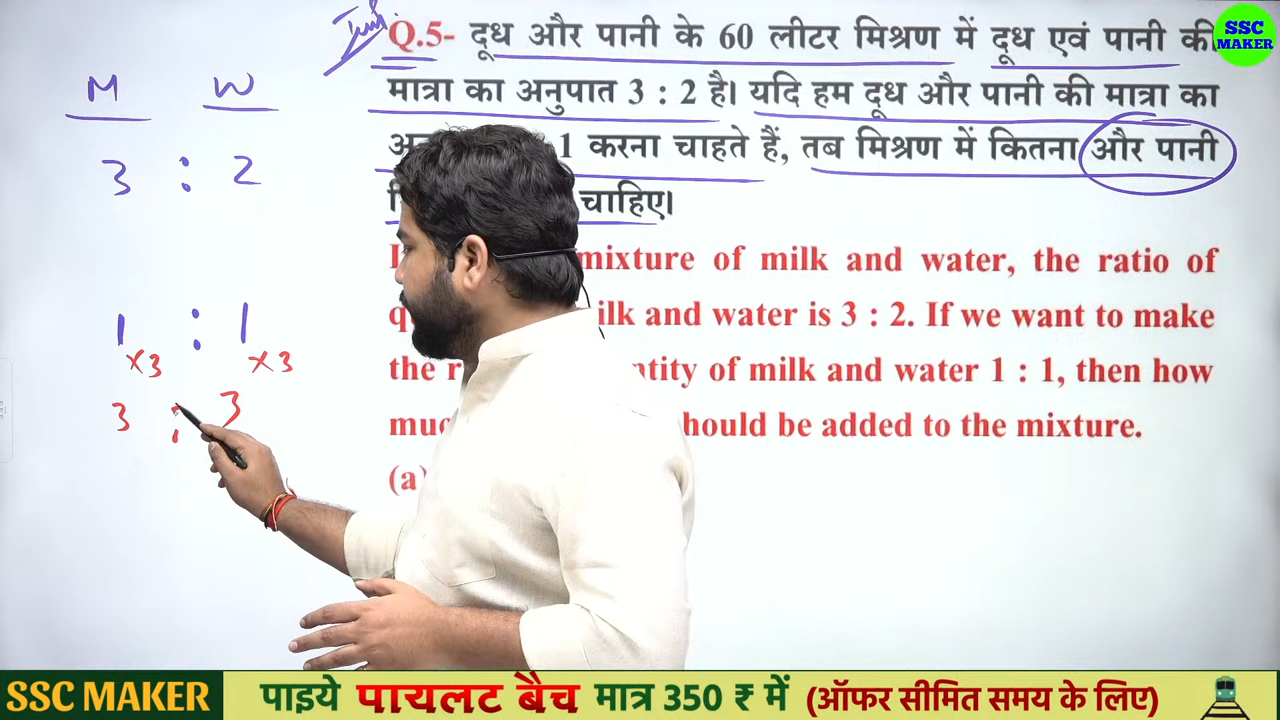 SSC MAKER
Q.5- दूध और पानी के 60 लीटर मिश्रण में दूध एवं पानी की
मात्रा का अनुपात 3 : 2 है। यदि हम दूध और पानी की मात्रा का
1 करना चाहते हैं, तब मिश्रण में कितना और पानी
चाहिए।
mixture of milk and water, the ratio of
ilk and water is 3 : 2. If we want to make
the of milk and water 1 : 1, then how
hould be added to the mixture.
(a)
M W
3 : 2
1 : 1
×3 ×3
3 : 3
SSC MAKER पाइये पायलट बैच मात्र 350 ₹ में (ऑफर सीमित समय के लिए)